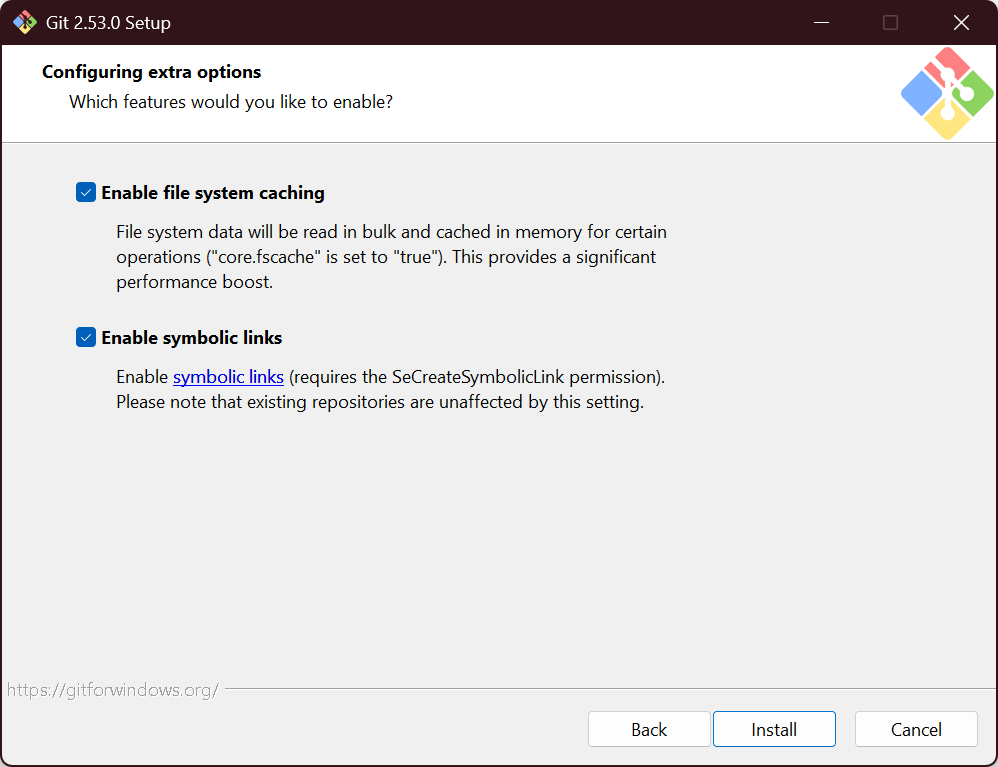 Git 2.53.0 Setup
Configuring extra options
Which features would you like to enable?
Enable file system caching
File system data will be read in bulk and cached in memory for certain
operations ("core.fscache" is set to "true"). This provides a significant
performance boost.
Enable symbolic links
Enable symbolic links (requires the SeCreateSymbolicLink permission).
Please note that existing repositories are unaffected by this setting.
https://gitforwindows.org/
Back Install Cancel